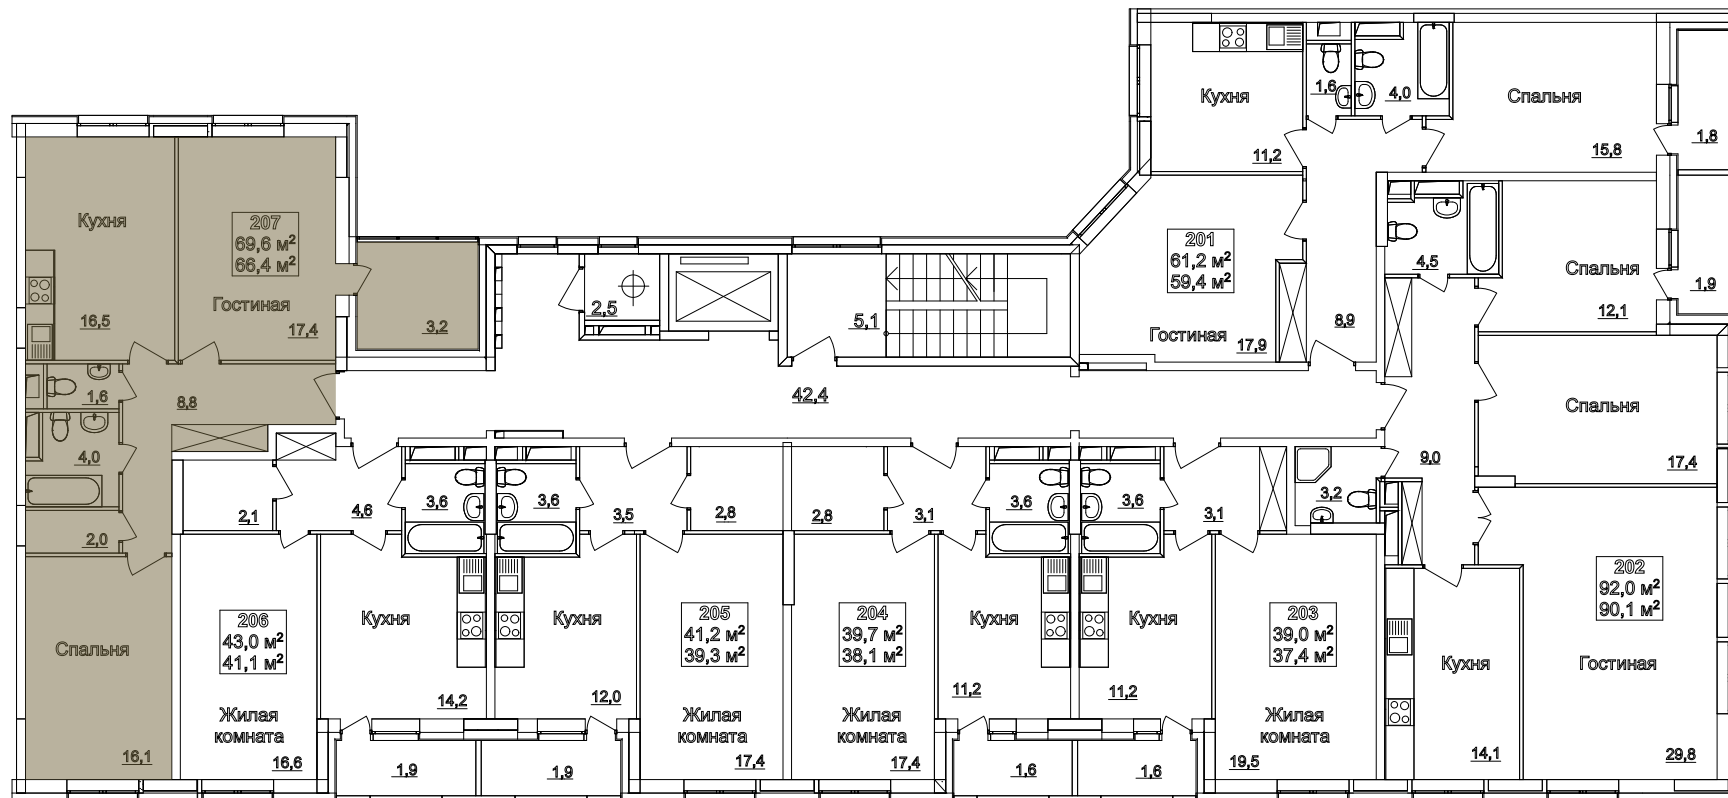 Кухня
1,6
4,0
Спальня
11,2
15,8
1,8
Кухня
207
69,6 м²
66,4 м²
Гостиная
16,5
17,4
3,2
2,5
5,1
201
61,2 м²
59,4 м²
Гостиная
17,9
8,9
4,5
Спальня
12,1
1,9
1,6
8,8
42,4
Спальня
17,4
9,0
4,0
2,0
2,1
4,6
3,6
3,6
3,5
2,8
2,8
3,1
3,6
3,6
3,1
3,2
Спальня
16,1
206
43,0 м²
41,1 м²
Жилая
комната
16,6
Кухня
14,2
Кухня
12,0
205
41,2 м²
39,3 м²
Жилая
комната
17,4
204
39,7 м²
38,1 м²
Жилая
комната
17,4
Кухня
11,2
Кухня
11,2
203
39,0 м²
37,4 м²
Жилая
комната
19,5
Кухня
14,1
202
92,0 м²
90,1 м²
Гостиная
29,8
1,9
1,9
1,6
1,6